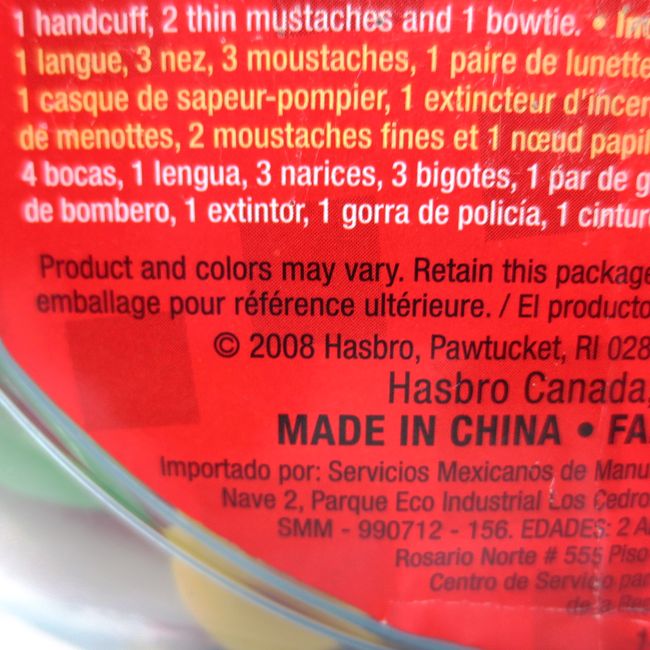 1 handcuff, 2 thin mustaches and 1 bowtie. •
1 langue, 3 nez, 3 moustaches, 1 paire de lunette
1 casque de sapeur-pompier, 1 extincteur d'incen
de menottes, 2 moustaches fines et 1 nœud papil
4 bocas, 1 lengua, 3 narices, 3 bigotes, 1 par de g
de bombero, 1 extintor, 1 gorra de policía, 1 cintur
Product and colors may vary. Retain this package
emballage pour référence ultérieure. / El producto
© 2008 Hasbro, Pawtucket, RI 028
Hasbro Canada,
MADE IN CHINA • FA
Importado por: Servicios Mexicanos de Manu
Nave 2, Parque Eco Industrial Los Cedro
SMM - 990712 - 156. EDADES: 2 A
Rosario Norte # 555 Piso
Centro de Servicio par
de la Rep